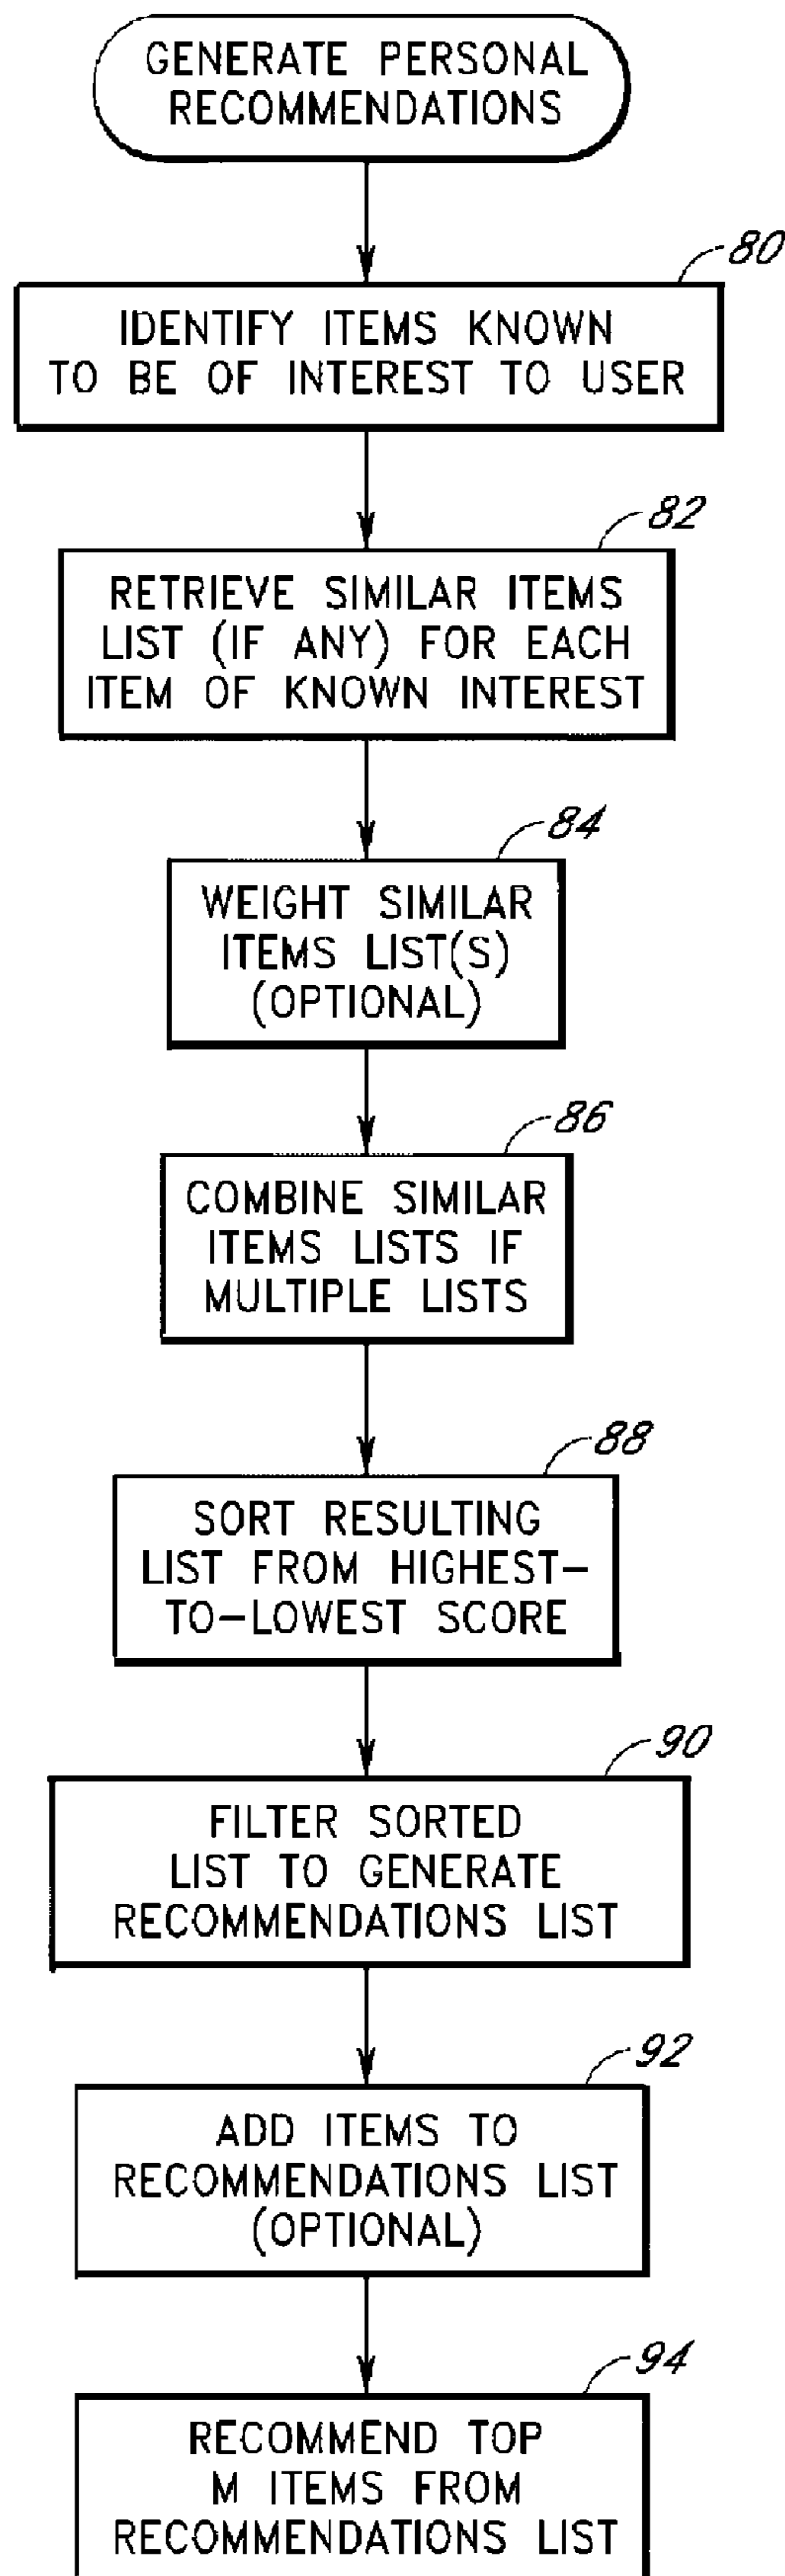 GENERATE PERSONAL
RECOMMENDATIONS
80
IDENTIFY ITEMS KNOWN
TO BE OF INTEREST TO USER
82
RETRIEVE SIMILAR ITEMS
LIST (IF ANY) FOR EACH
ITEM OF KNOWN INTEREST
84
WEIGHT SIMILAR
ITEMS LIST(S)
(OPTIONAL)
86
COMBINE SIMILAR
ITEMS LISTS IF
MULTIPLE LISTS
88
SORT RESULTING
LIST FROM HIGHEST-
TO-LOWEST SCORE
90
FILTER SORTED
LIST TO GENERATE
RECOMMENDATIONS LIST
92
ADD ITEMS TO
RECOMMENDATIONS LIST
(OPTIONAL)
94
RECOMMEND TOP
M ITEMS FROM
RECOMMENDATIONS LIST